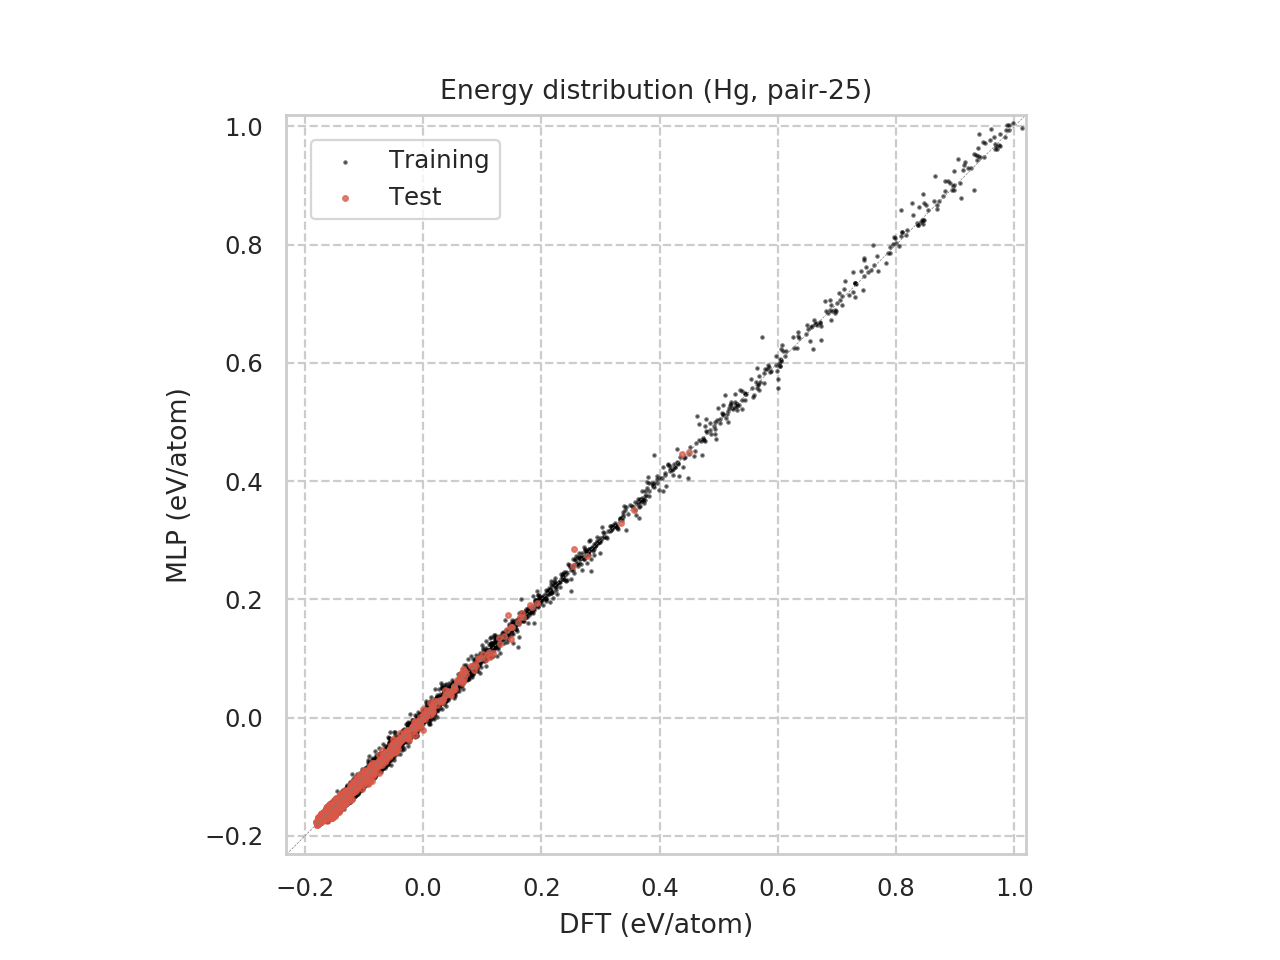 Energy distribution (Hg, pair-25)
Training
Test
MLP (eV/atom)
1.0
0.8
0.6
0.4
0.2
0.0
−0.2
−0.2 0.0 0.2 0.4 0.6 0.8 1.0
DFT (eV/atom)